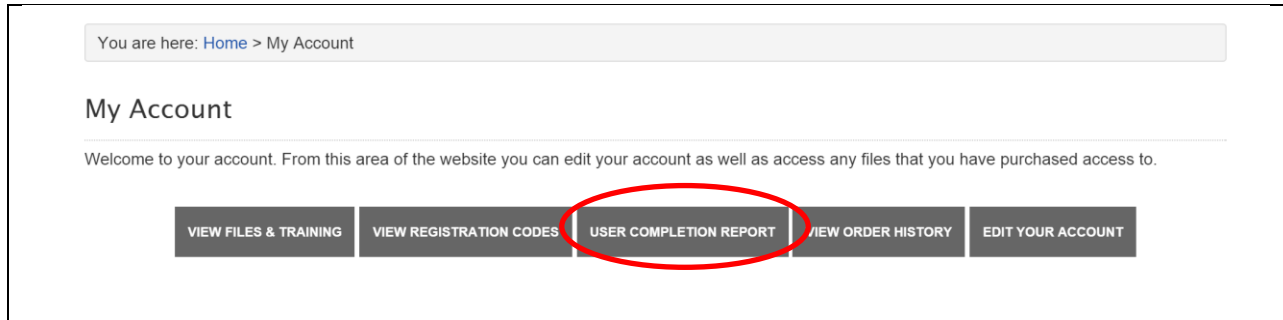 You are here: Home > My Account
My Account
Welcome to your account. From this area of the website you can edit your account as well as access any files that you have purchased access to.
VIEW FILES & TRAINING VIEW REGISTRATION CODES USER COMPLETION REPORT VIEW ORDER HISTORY EDIT YOUR ACCOUNT